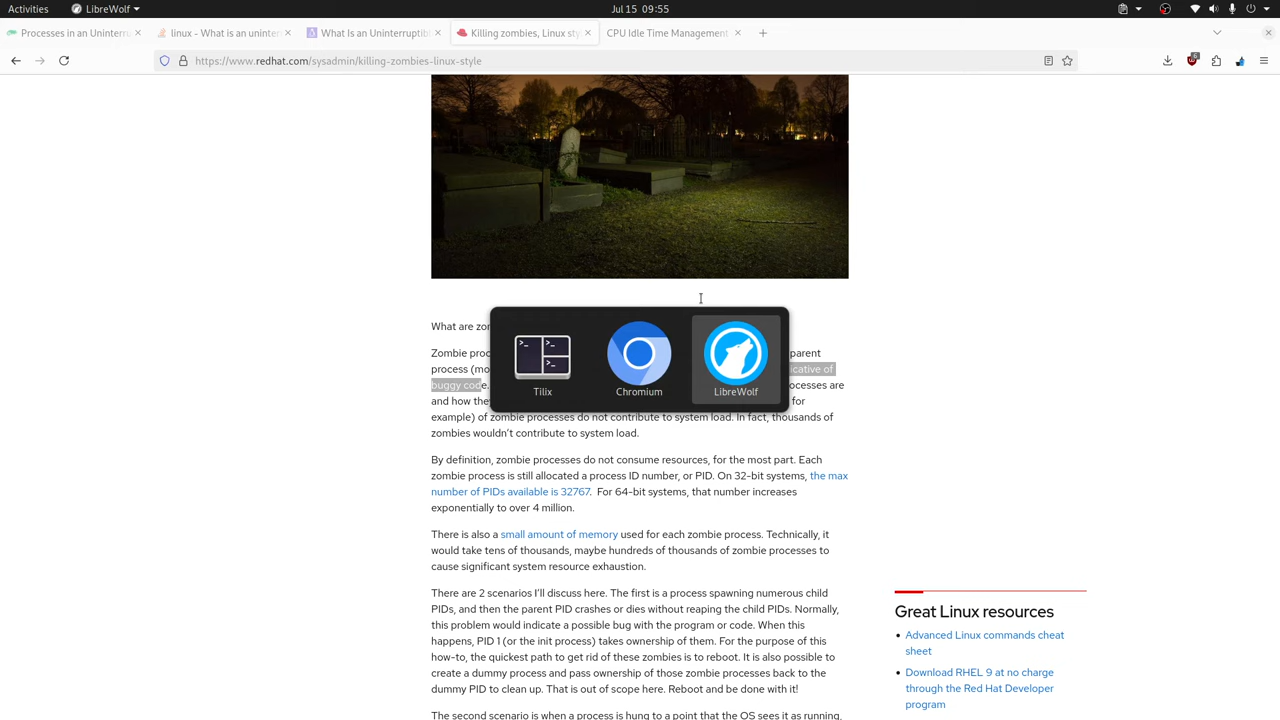 Activities LibreWolf Jul 15 09:55
Processes in an Uninterru linux - What is an uninter What Is an Uninterruptib Killing zombies, Linux sty CPU Idle Time Management
https://www.redhat.com/sysadmin/killing-zombies-linux-style
6
What are zo
Zombie proc parent
process (mo icative of
buggy code. ocesses are
and how they for
Tilix Chromium LibreWolf
example) of zombie processes do not contribute to system load. In fact, thousands of
zombies wouldn't contribute to system load.
By definition, zombie processes do not consume resources, for the most part. Each
zombie process is still allocated a process ID number, or PID. On 32-bit systems, the max
number of PIDs available is 32767. For 64-bit systems, that number increases
exponentially to over 4 million.
There is also a small amount of memory used for each zombie process. Technically, it
would take tens of thousands, maybe hundreds of thousands of zombie processes to
cause significant system resource exhaustion.
There are 2 scenarios I'll discuss here. The first is a process spawning numerous child
PIDs, and then the parent PID crashes or dies without reaping the child PIDs. Normally,
this problem would indicate a possible bug with the program or code. When this
happens, PID 1 (or the init process) takes ownership of them. For the purpose of this
how-to, the quickest path to get rid of these zombies is to reboot. It is also possible to
create a dummy process and pass ownership of those zombie processes back to the
dummy PID to clean up. That is out of scope here. Reboot and be done with it!
The second scenario is when a process is hung to a point that the OS sees it as running,
Great Linux resources
Advanced Linux commands cheat
sheet
Download RHEL 9 at no charge
through the Red Hat Developer
program